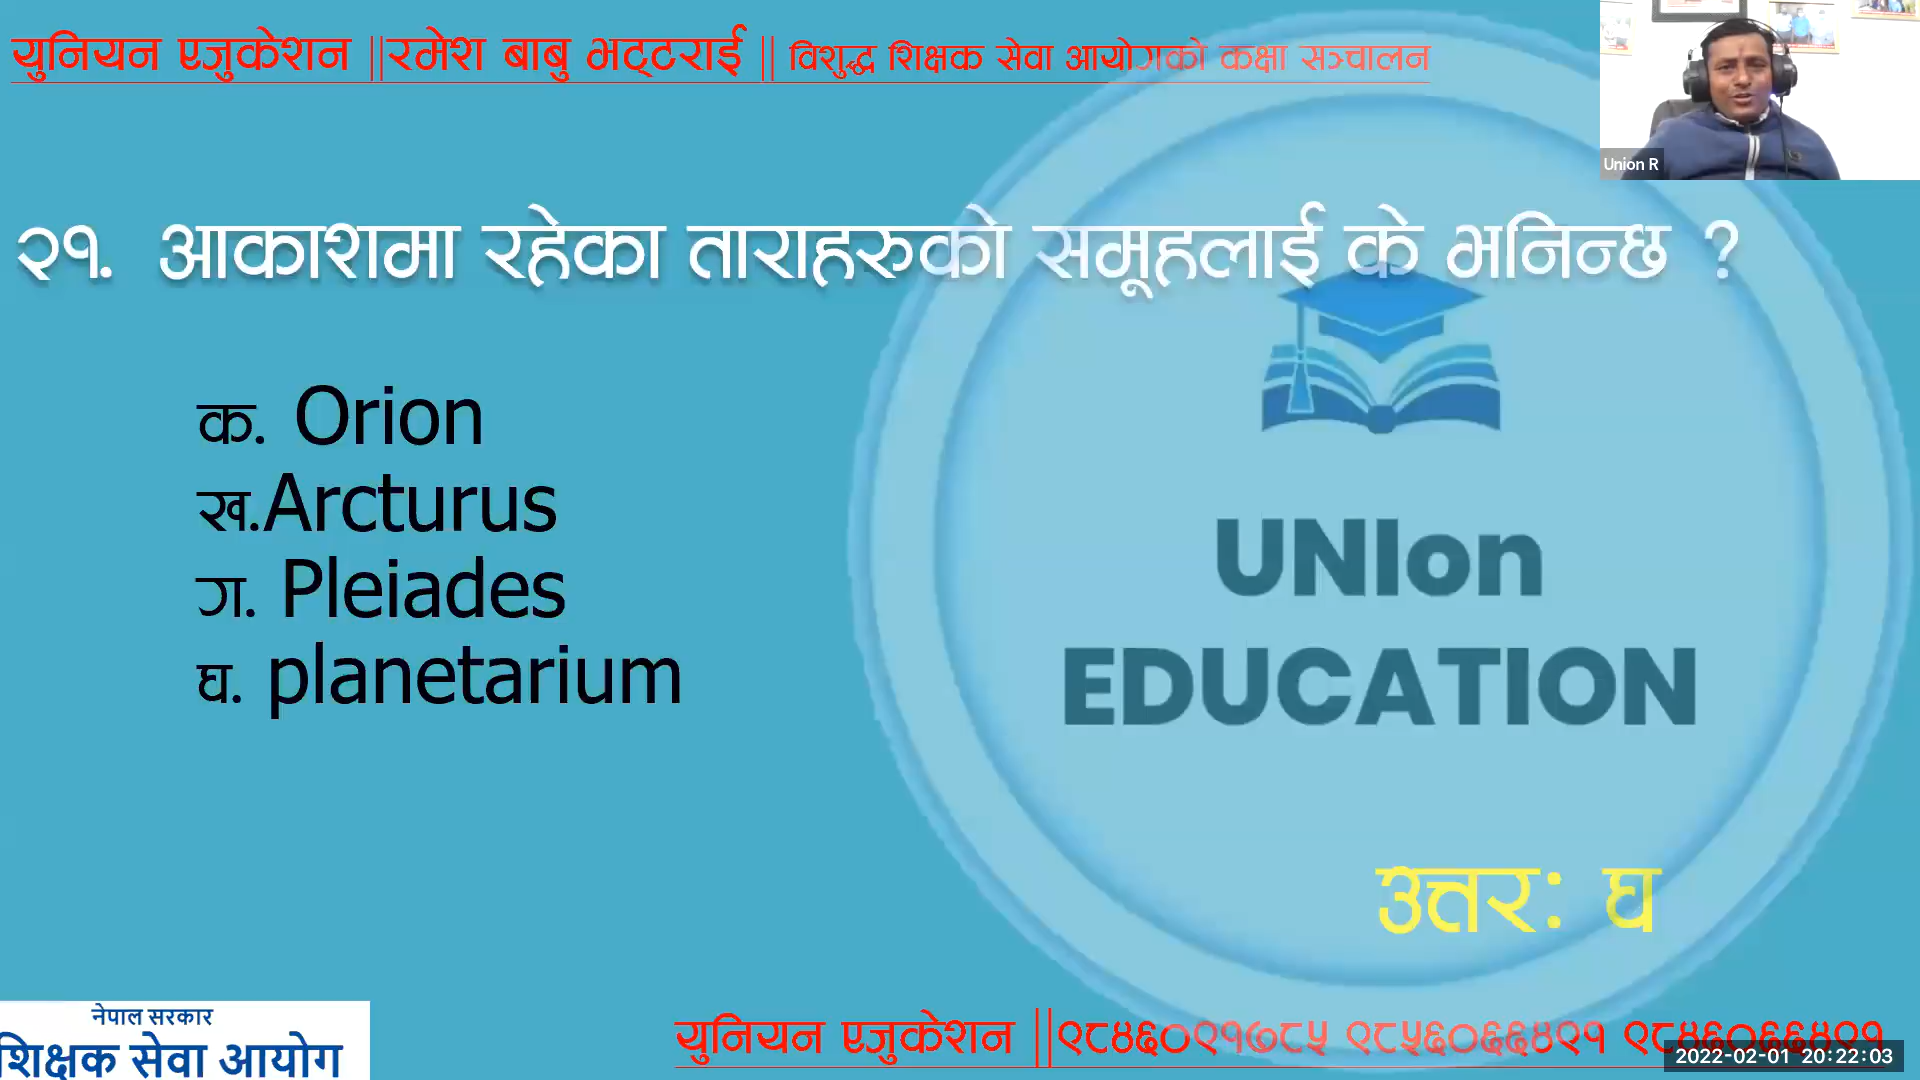 युनियन एजुकेशन ||रमेश बाबु भट्टराई || विशुद्ध शिक्षक सेवा आयोगको कक्षा सञ्चालन
Union R
२१. आकाशमा रहेका ताराहरुको समूहलाई के भनिन्छ ?
क. Orion
ख.Arcturus
ग. Pleiades
घ. planetarium
UNIon
EDUCATION
उत्तर: घ
नेपाल सरकार
शिक्षक सेवा आयोग
युनियन एजुकेशन ||९८४६०९१७८५ ९८५६०६६४९१ ९८४६०६६४९१
2022-02-01 20:22:03